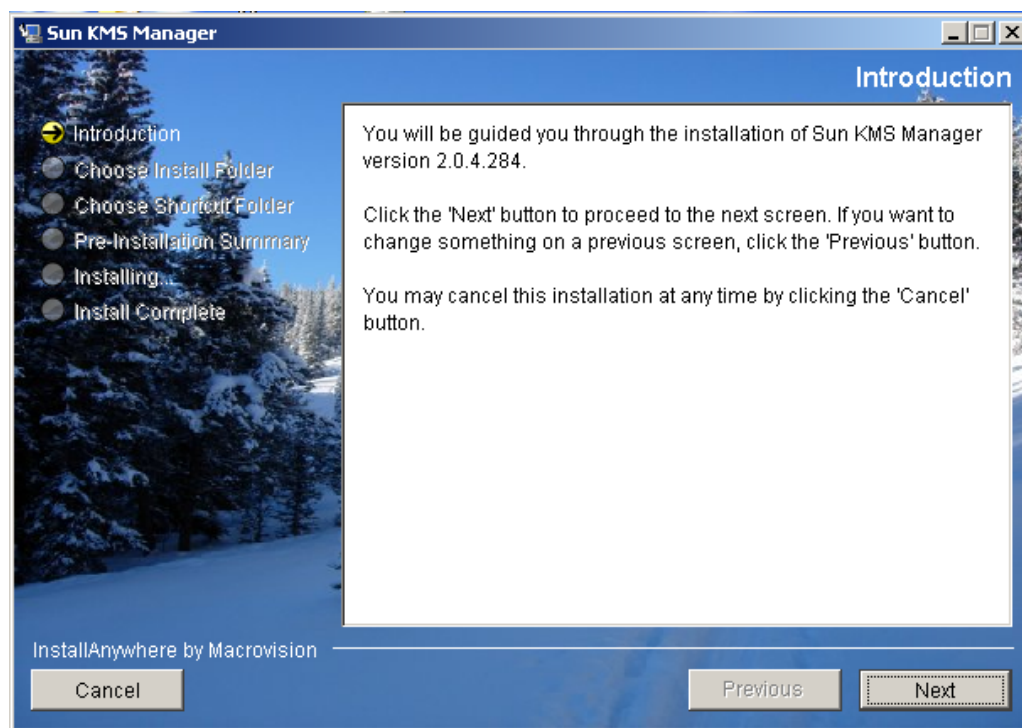 Sun KMS Manager
Introduction
Introduction
Choose Install Folder
Choose Shortcut Folder
Pre-Installation Summary
Installing...
Install Complete
You will be guided you through the installation of Sun KMS Manager
version 2.0.4.284.
Click the 'Next' button to proceed to the next screen. If you want to
change something on a previous screen, click the 'Previous' button.
You may cancel this installation at any time by clicking the 'Cancel'
button.
InstallAnywhere by Macrovision
Cancel
Previous
Next